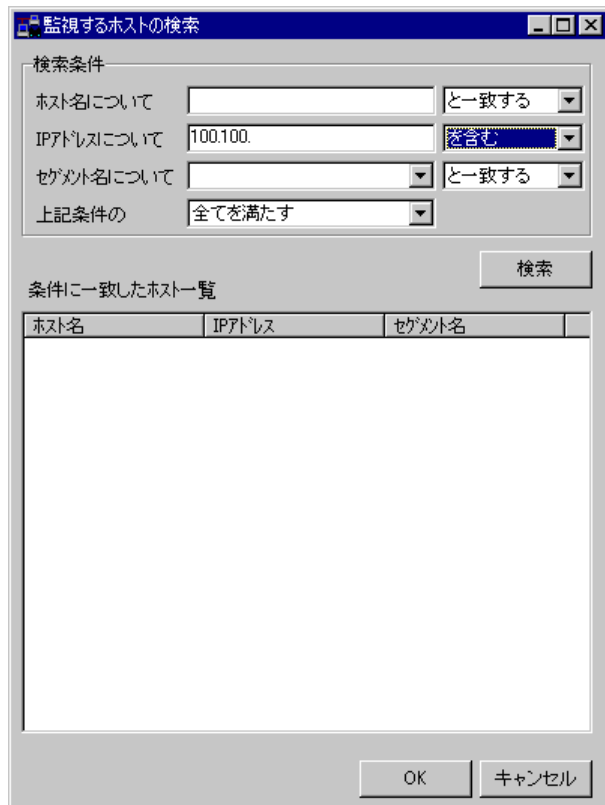 監視するホストの検索
検索条件
ホスト名について と一致する
IPアドレスについて 100.100. を含む
セグメント名について と一致する
上記条件の 全てを満たす
検索
条件に一致したホスト一覧
ホスト名 IPアドレス セグメント名
OK キャンセル